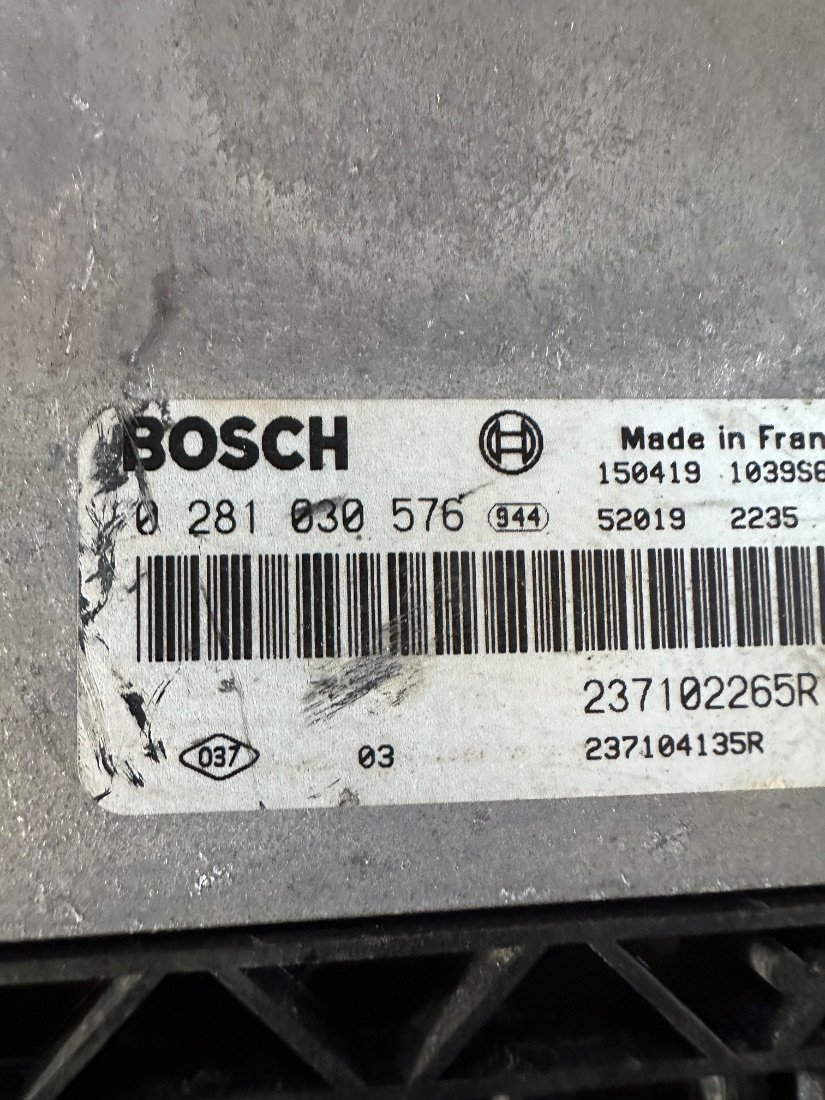 BOSCH
Made in Fran
150419 1039S6
0 281 030 576 944 52019 2235
237102265R
037 03 237104135R